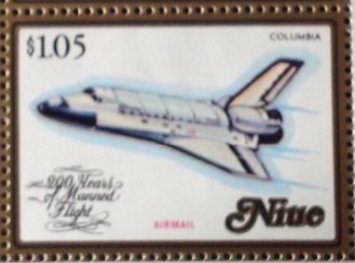 $1.05
COLUMBIA
200 Years
of Manned
Flight
AIRMAIL
Niue